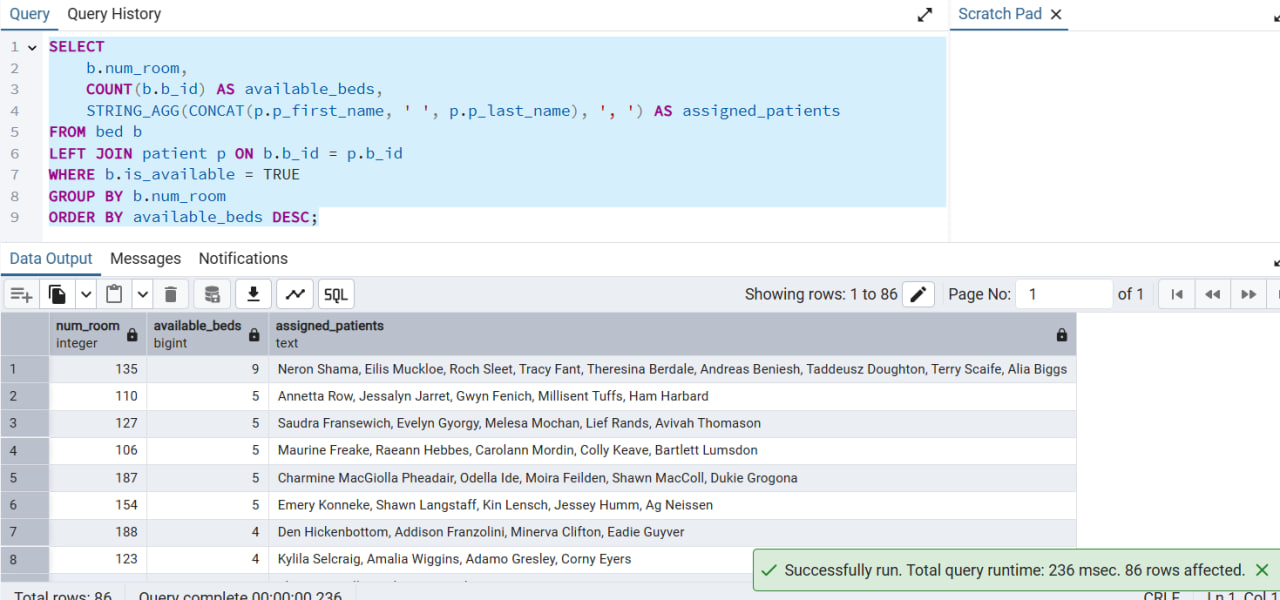 Query Query History Scratch Pad
1 SELECT
2 b.num_room,
3 COUNT(b.b_id) AS available_beds,
4 STRING_AGG(CONCAT(p.p_first_name, ' ', p.p_last_name), ', ') AS assigned_patients
5 FROM bed b
6 LEFT JOIN patient p ON b.b_id = p.b_id
7 WHERE b.is_available = TRUE
8 GROUP BY b.num_room
9 ORDER BY available_beds DESC;
Data Output Messages Notifications
SQL Showing rows: 1 to 86 Page No: 1 of 1
num_room available_beds assigned_patients
integer bigint text
1 135 9 Neron Shama, Eilis Muckloe, Roch Sleet, Tracy Fant, Theresina Berdale, Andreas Beniesh, Taddeusz Doughton, Terry Scaife, Alia Biggs
2 110 5 Annetta Row, Jessalyn Jarret, Gwyn Fenich, Millisent Tuffs, Ham Harbard
3 127 5 Saudra Fransewich, Evelyn Gyorgy, Melesa Mochan, Lief Rands, Avivah Thomason
4 106 5 Maurine Freake, Raeann Hebbes, Carolann Mordin, Colly Keave, Bartlett Lumsdon
5 187 5 Charmine MacGiolla Pheadair, Odella Ide, Moira Feilden, Shawn MacColl, Dukie Grogona
6 154 5 Emery Konneke, Shawn Langstaff, Kin Lensch, Jessey Humm, Ag Neissen
7 188 4 Den Hickenbottom, Addison Franzolini, Minerva Clifton, Eadie Guyver
8 123 4 Kylila Selcraig, Amalia Wiggins, Adamo Gresley, Corny Eyers
Successfully run. Total query runtime: 236 msec. 86 rows affected.
Total rows: 86 Query complete 00:00:00.236 CRLF Ln 1, Col 1